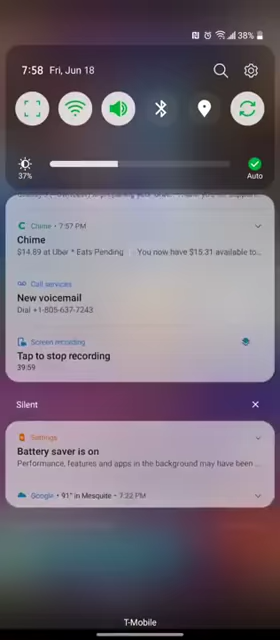 38%
7:58 Fri, Jun 18
37%
Auto
Chime • 7:57 PM
Chime
$14.89 at Uber * Eats Pending You now have $15.31 available to...
Call services
New voicemail
Dial +1-805-637-7243
Screen recording
Tap to stop recording
39:59
Silent
Settings
Battery saver is on
Performance, features and apps in the background may have been ...
Google • 91° in Mesquite • 7:22 PM
T-Mobile